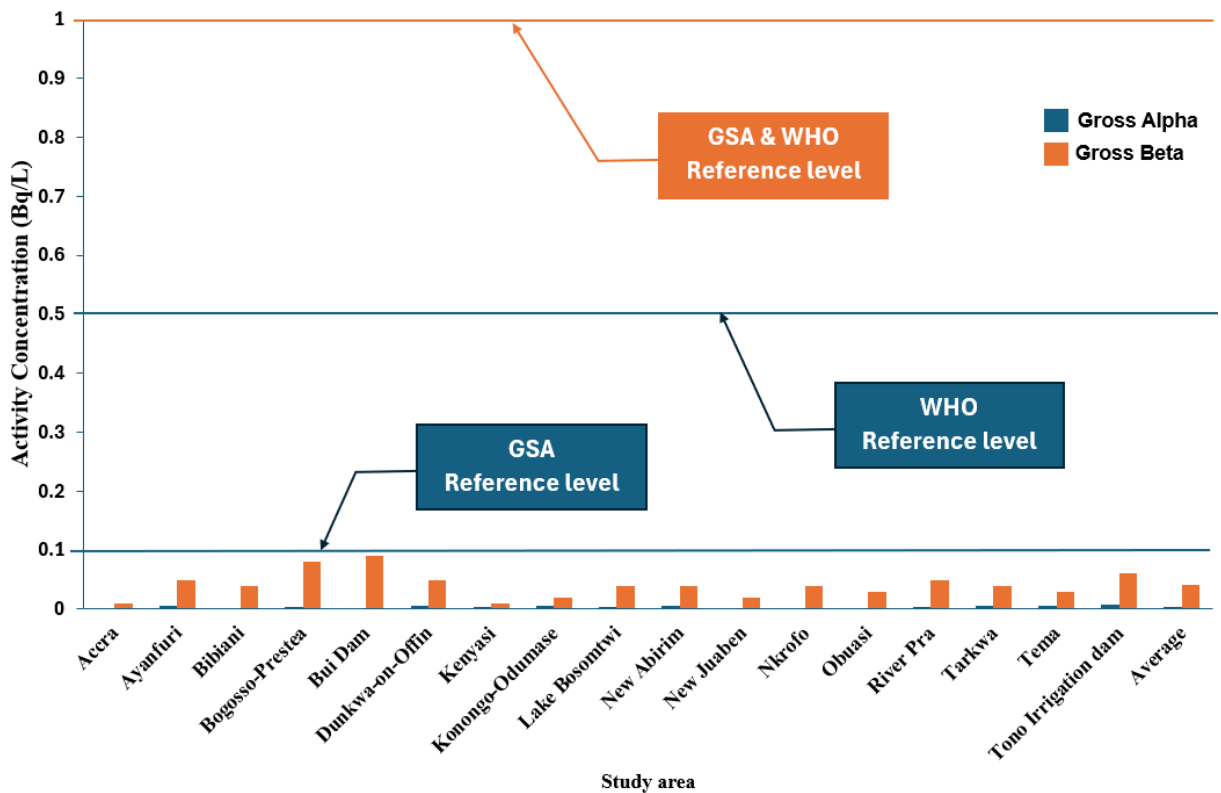 1
0.9
0.8
0.7
0.6
0.5
0.4
0.3
0.2
0.1
0
Activity Concentration (Bq/L)
GSA & WHO
Reference level
Gross Alpha
Gross Beta
WHO
Reference level
GSA
Reference level
Accra
Ayanfuri
Bibiani
Bogosso-Prestea
Bui Dam
Dunkwa-on-Offin
Kenyasi
Konongo-Odumase
Lake Bosomtwi
New Abirim
New Juaben
Nkrofo
Obuasi
River Pra
Tarkwa
Tema
Tono Irrigation dam
Average
Study area